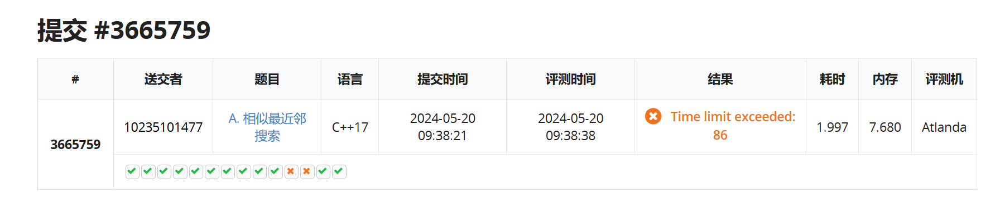 提交 #3665759
# 送交者 题目 语言 提交时间 评测时间 结果 耗时 内存 评测机
3665759 10235101477 A. 相似最近邻搜索 C++17 2024-05-20 09:38:21 2024-05-20 09:38:38 Time limit exceeded: 86 1.997 7.680 Atlanda